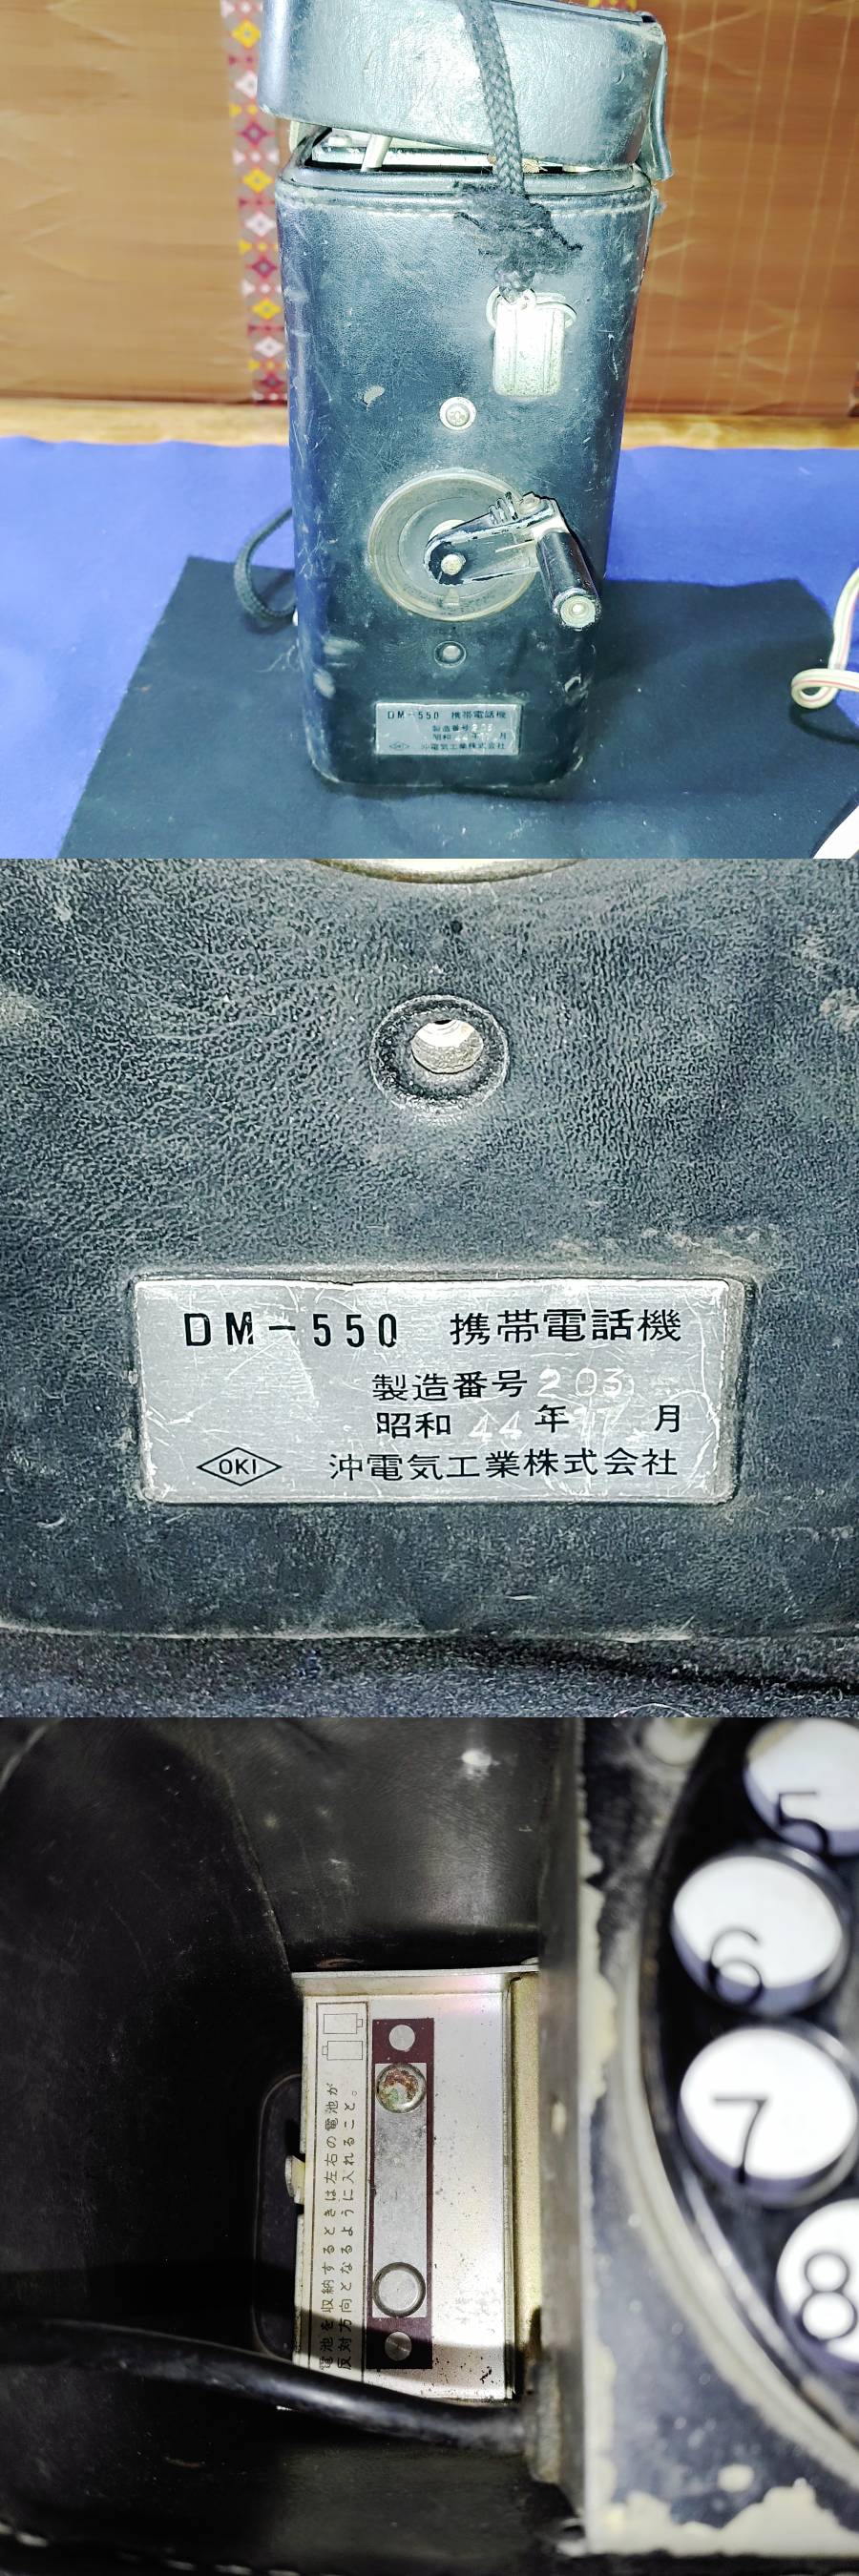 DM-550 携帯電話機
製造番号 203
昭和 44年 月
OKI 沖電気工業株式会社
DM-550 携帯電話機
製造番号 203
昭和 44 年 11 月
OKI 沖電気工業株式会社
電池を収納するときは左右の電池が
反対方向となるように入れること。
5
6
7
8